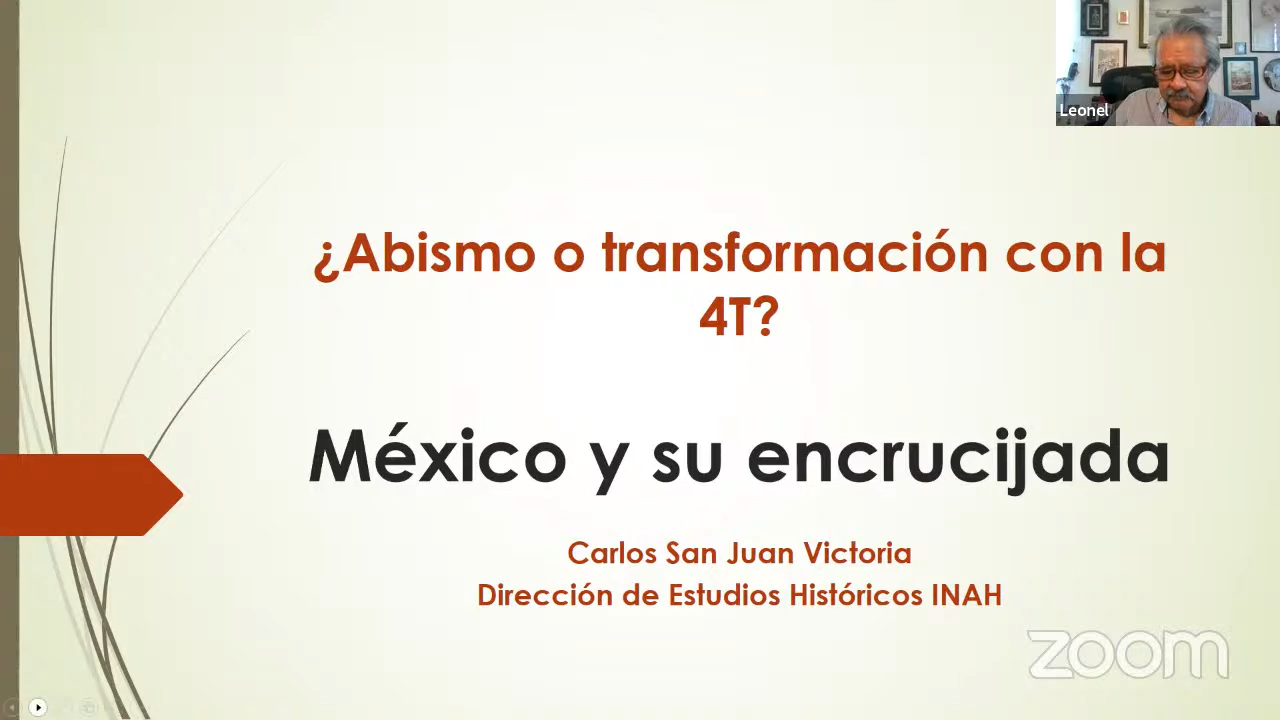 Leonel
¿Abismo o transformación con la
4T?
México y su encrucijada
Carlos San Juan Victoria
Dirección de Estudios Históricos INAH
zoom